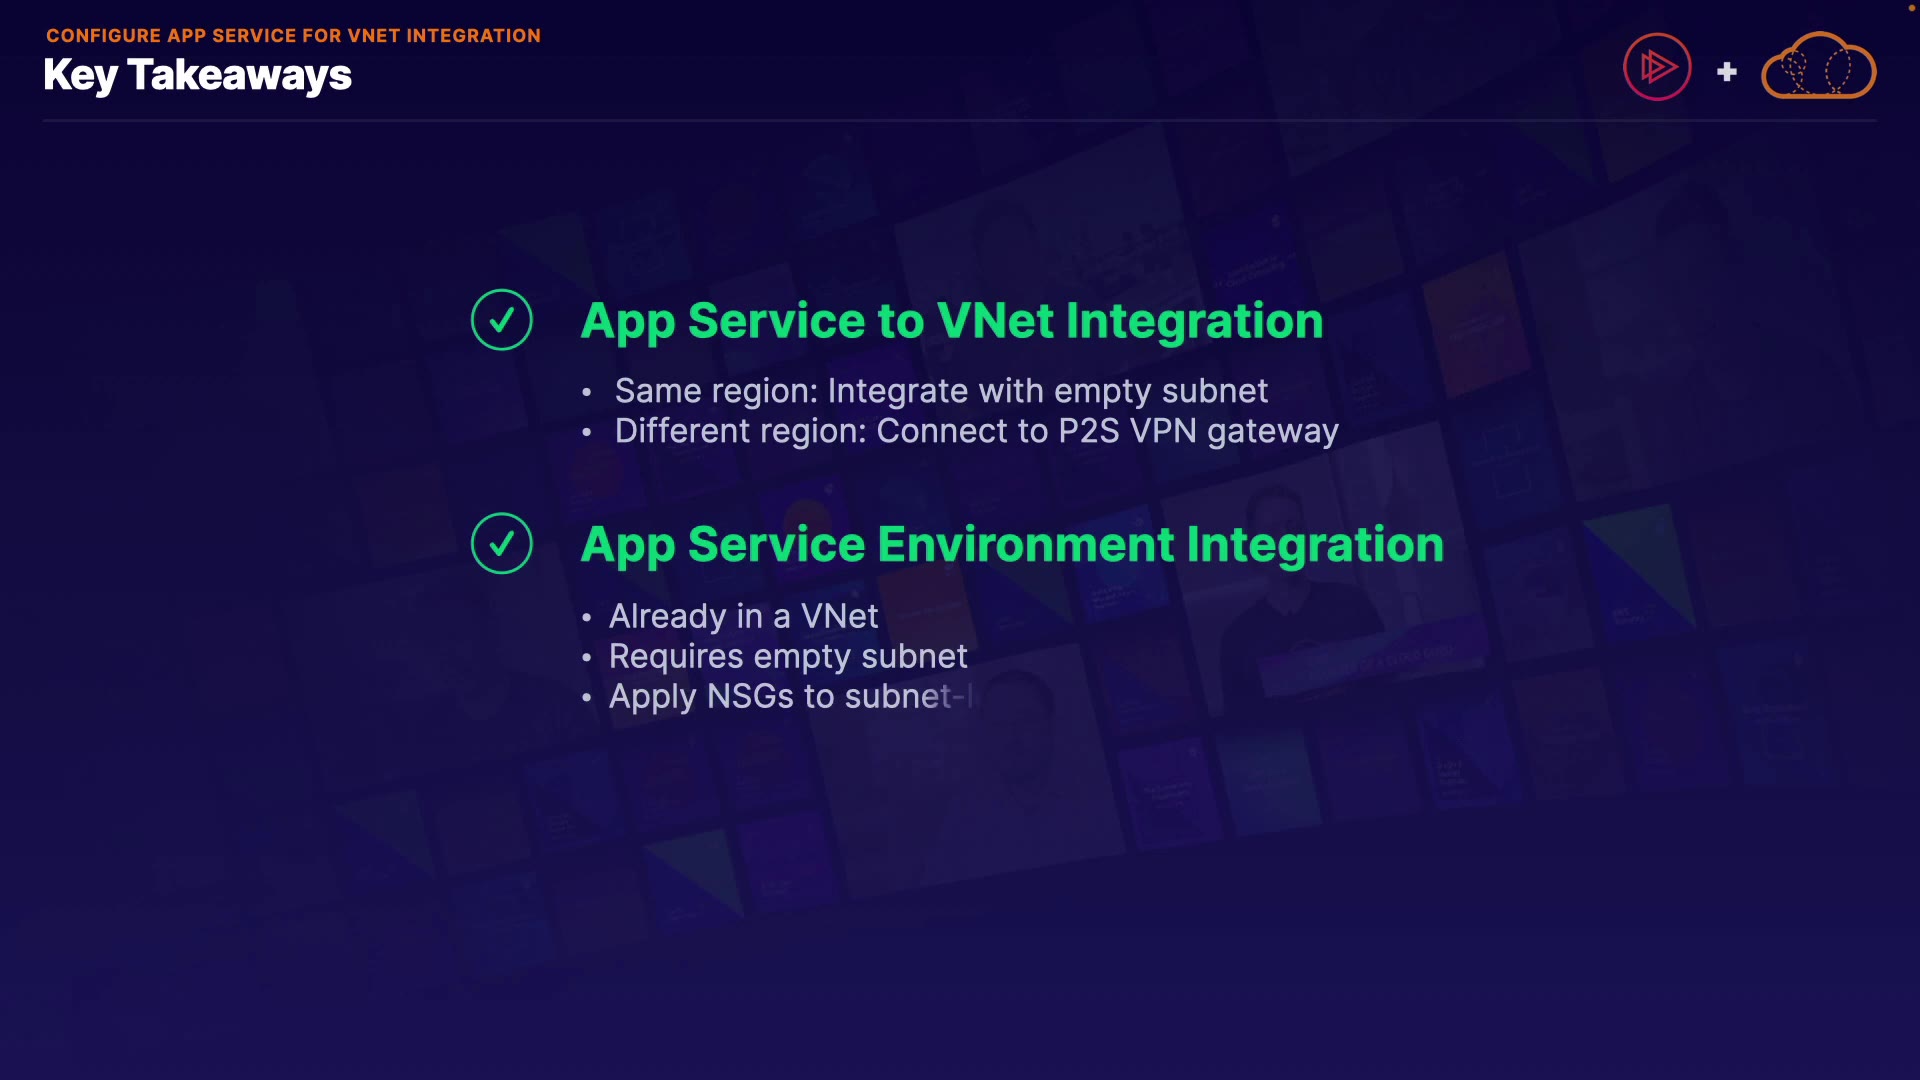 CONFIGURE APP SERVICE FOR VNET INTEGRATION
Key Takeaways
App Service to VNet Integration
• Same region: Integrate with empty subnet
• Different region: Connect to P2S VPN gateway
App Service Environment Integration
• Already in a VNet
• Requires empty subnet
• Apply NSGs to subnet-